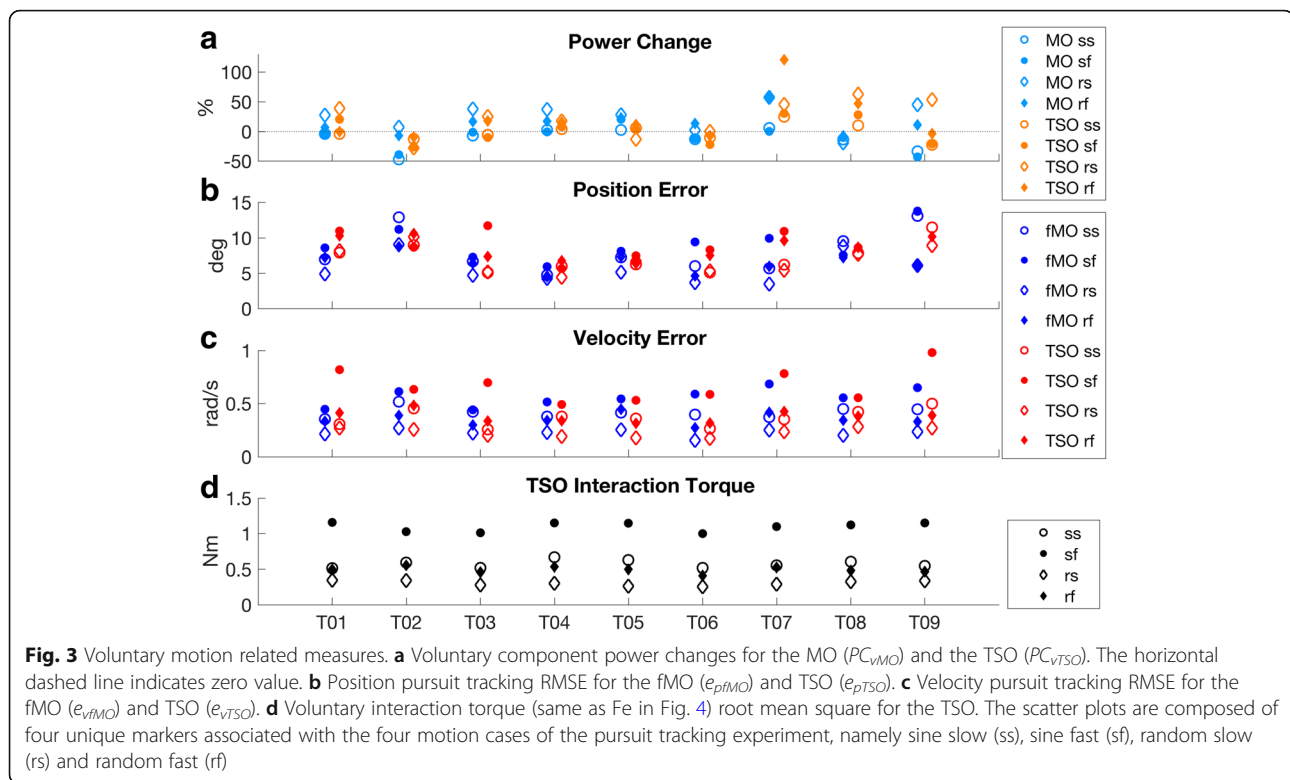 a
Power Change
100
50
0
-50
%
MO ss
MO sf
MO rs
MO rf
TSO ss
TSO sf
TSO rs
TSO rf
b
Position Error
15
10
5
0
deg
fMO ss
fMO sf
fMO rs
fMO rf
TSO ss
TSO sf
TSO rs
TSO rf
c
Velocity Error
1
0.5
0
rad/s
d
TSO Interaction Torque
1.5
1
0.5
0
Nm
ss
sf
rs
rf
T01 T02 T03 T04 T05 T06 T07 T08 T09
Fig. 3 Voluntary motion related measures. a Voluntary component power changes for the MO (PCvMO) and the TSO (PCvTSO). The horizontal
dashed line indicates zero value. b Position pursuit tracking RMSE for the fMO (epfMO) and TSO (epTSO). c Velocity pursuit tracking RMSE for the
fMO (evfMO) and TSO (evTSO). d Voluntary interaction torque (same as Fe in Fig. 4) root mean square for the TSO. The scatter plots are composed of
four unique markers associated with the four motion cases of the pursuit tracking experiment, namely sine slow (ss), sine fast (sf), random slow
(rs) and random fast (rf)